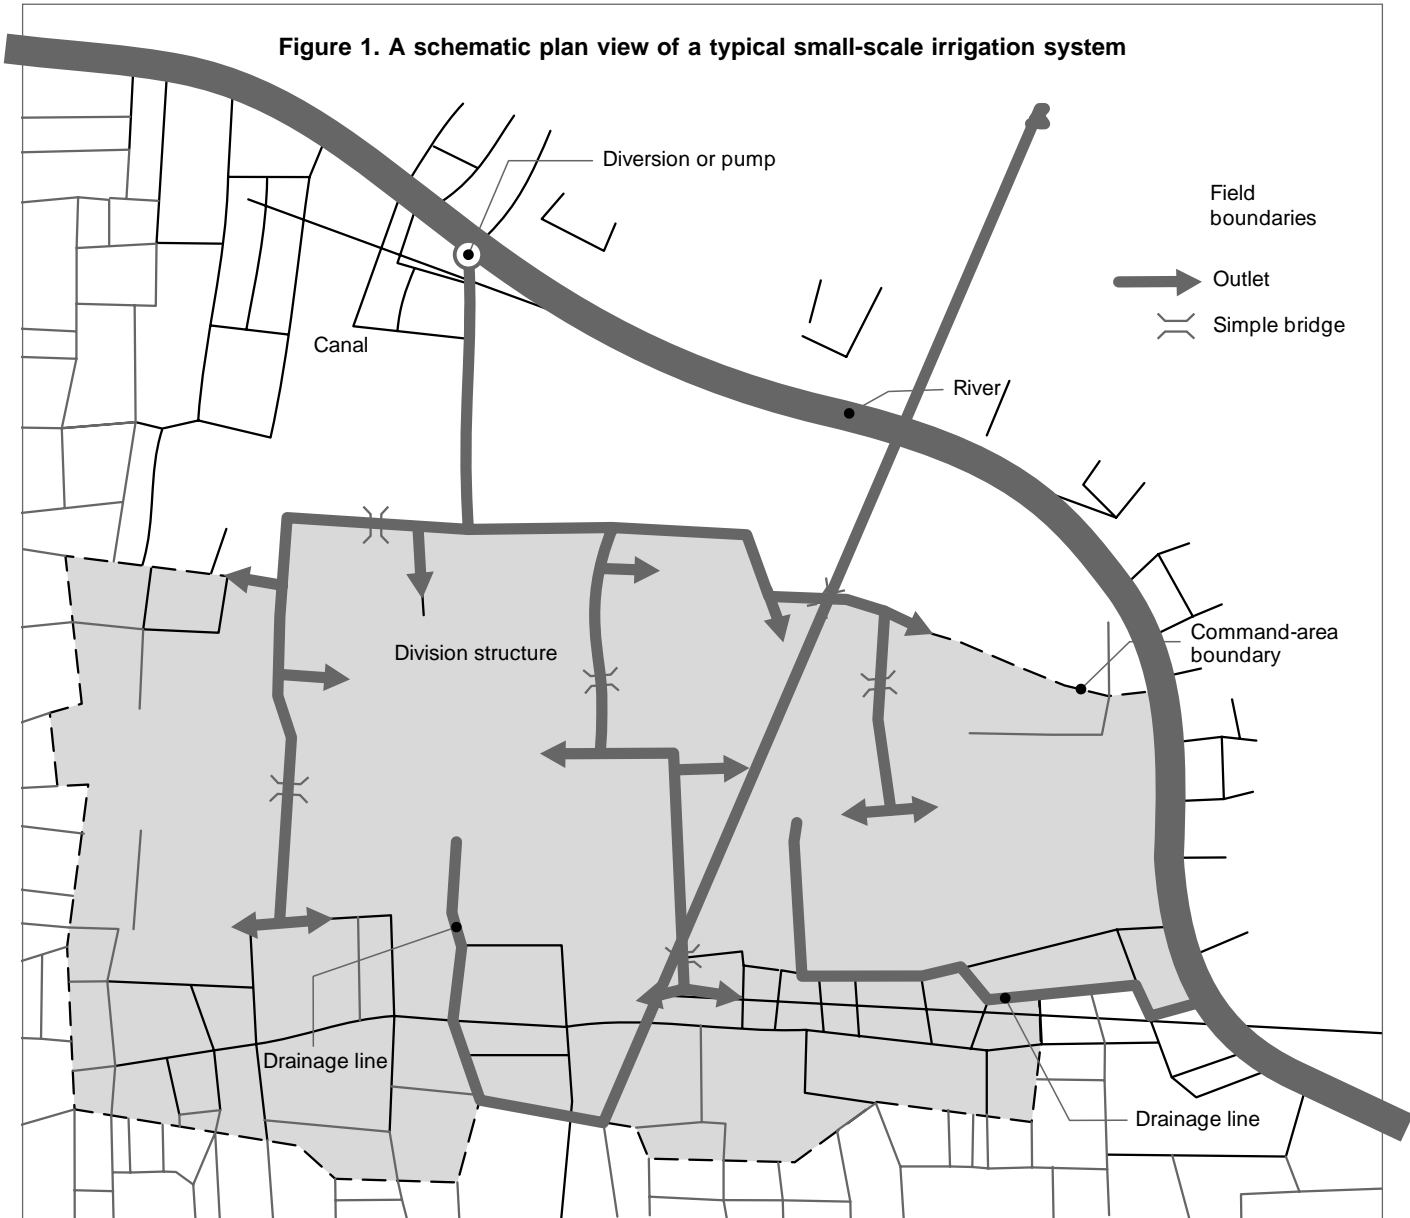 Figure 1. A schematic plan view of a typical small-scale irrigation system
Diversion or pump
Field
boundaries
Outlet
Simple bridge
Canal
River
Command-area
boundary
Division structure
Drainage line
Drainage line